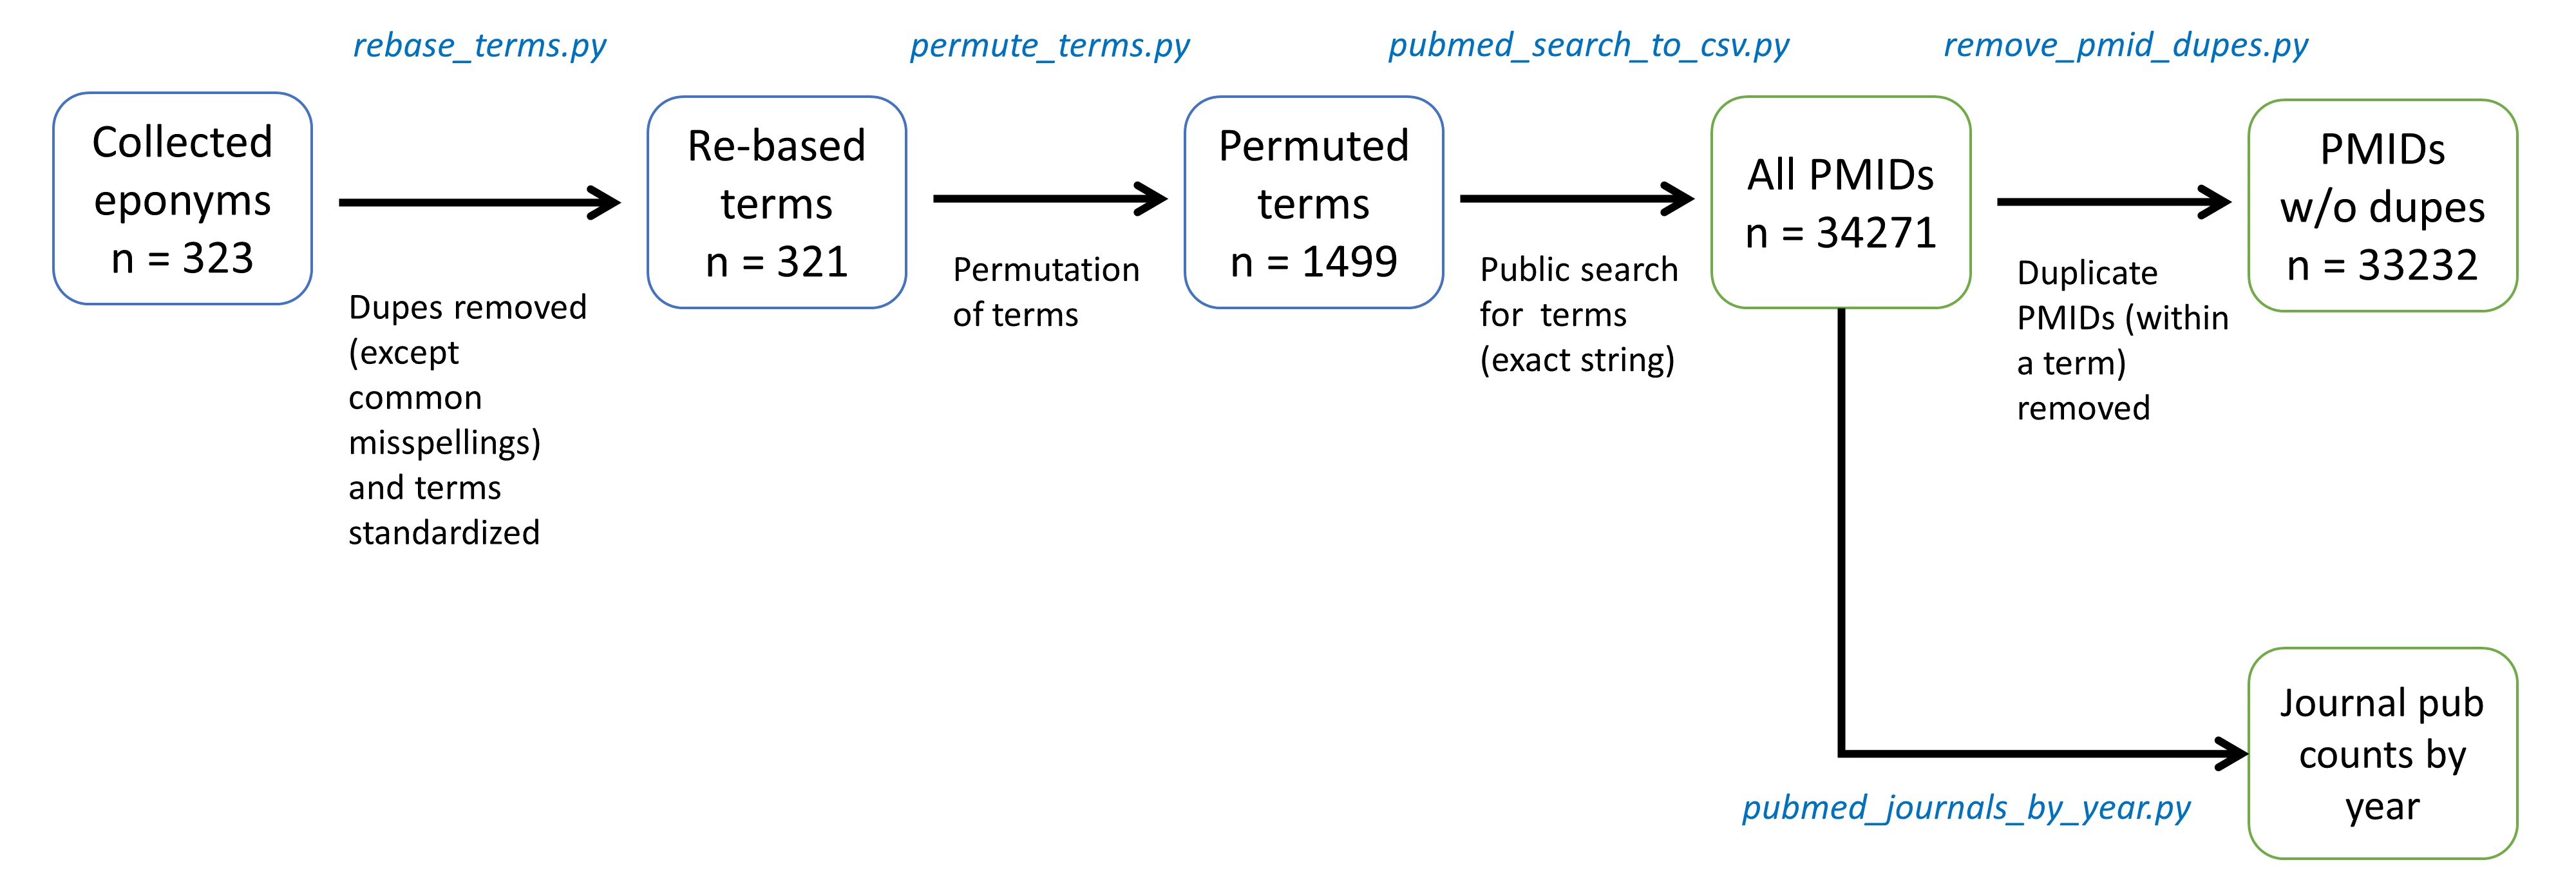 rebase_terms.py
permute_terms.py
pubmed_search_to_csv.py
remove_pmid_dupes.py
Collected
eponyms
n = 323
Dupes removed
(except
common
misspellings)
and terms
standardized
Re-based
terms
n = 321
Permutation
of terms
Permuted
terms
n = 1499
Public search
for  terms
(exact string)
All PMIDs
n = 34271
Duplicate
PMIDs (within
a term)
removed
PMIDs
w/o dupes
n = 33232
pubmed_journals_by_year.py
Journal pub
counts by
year